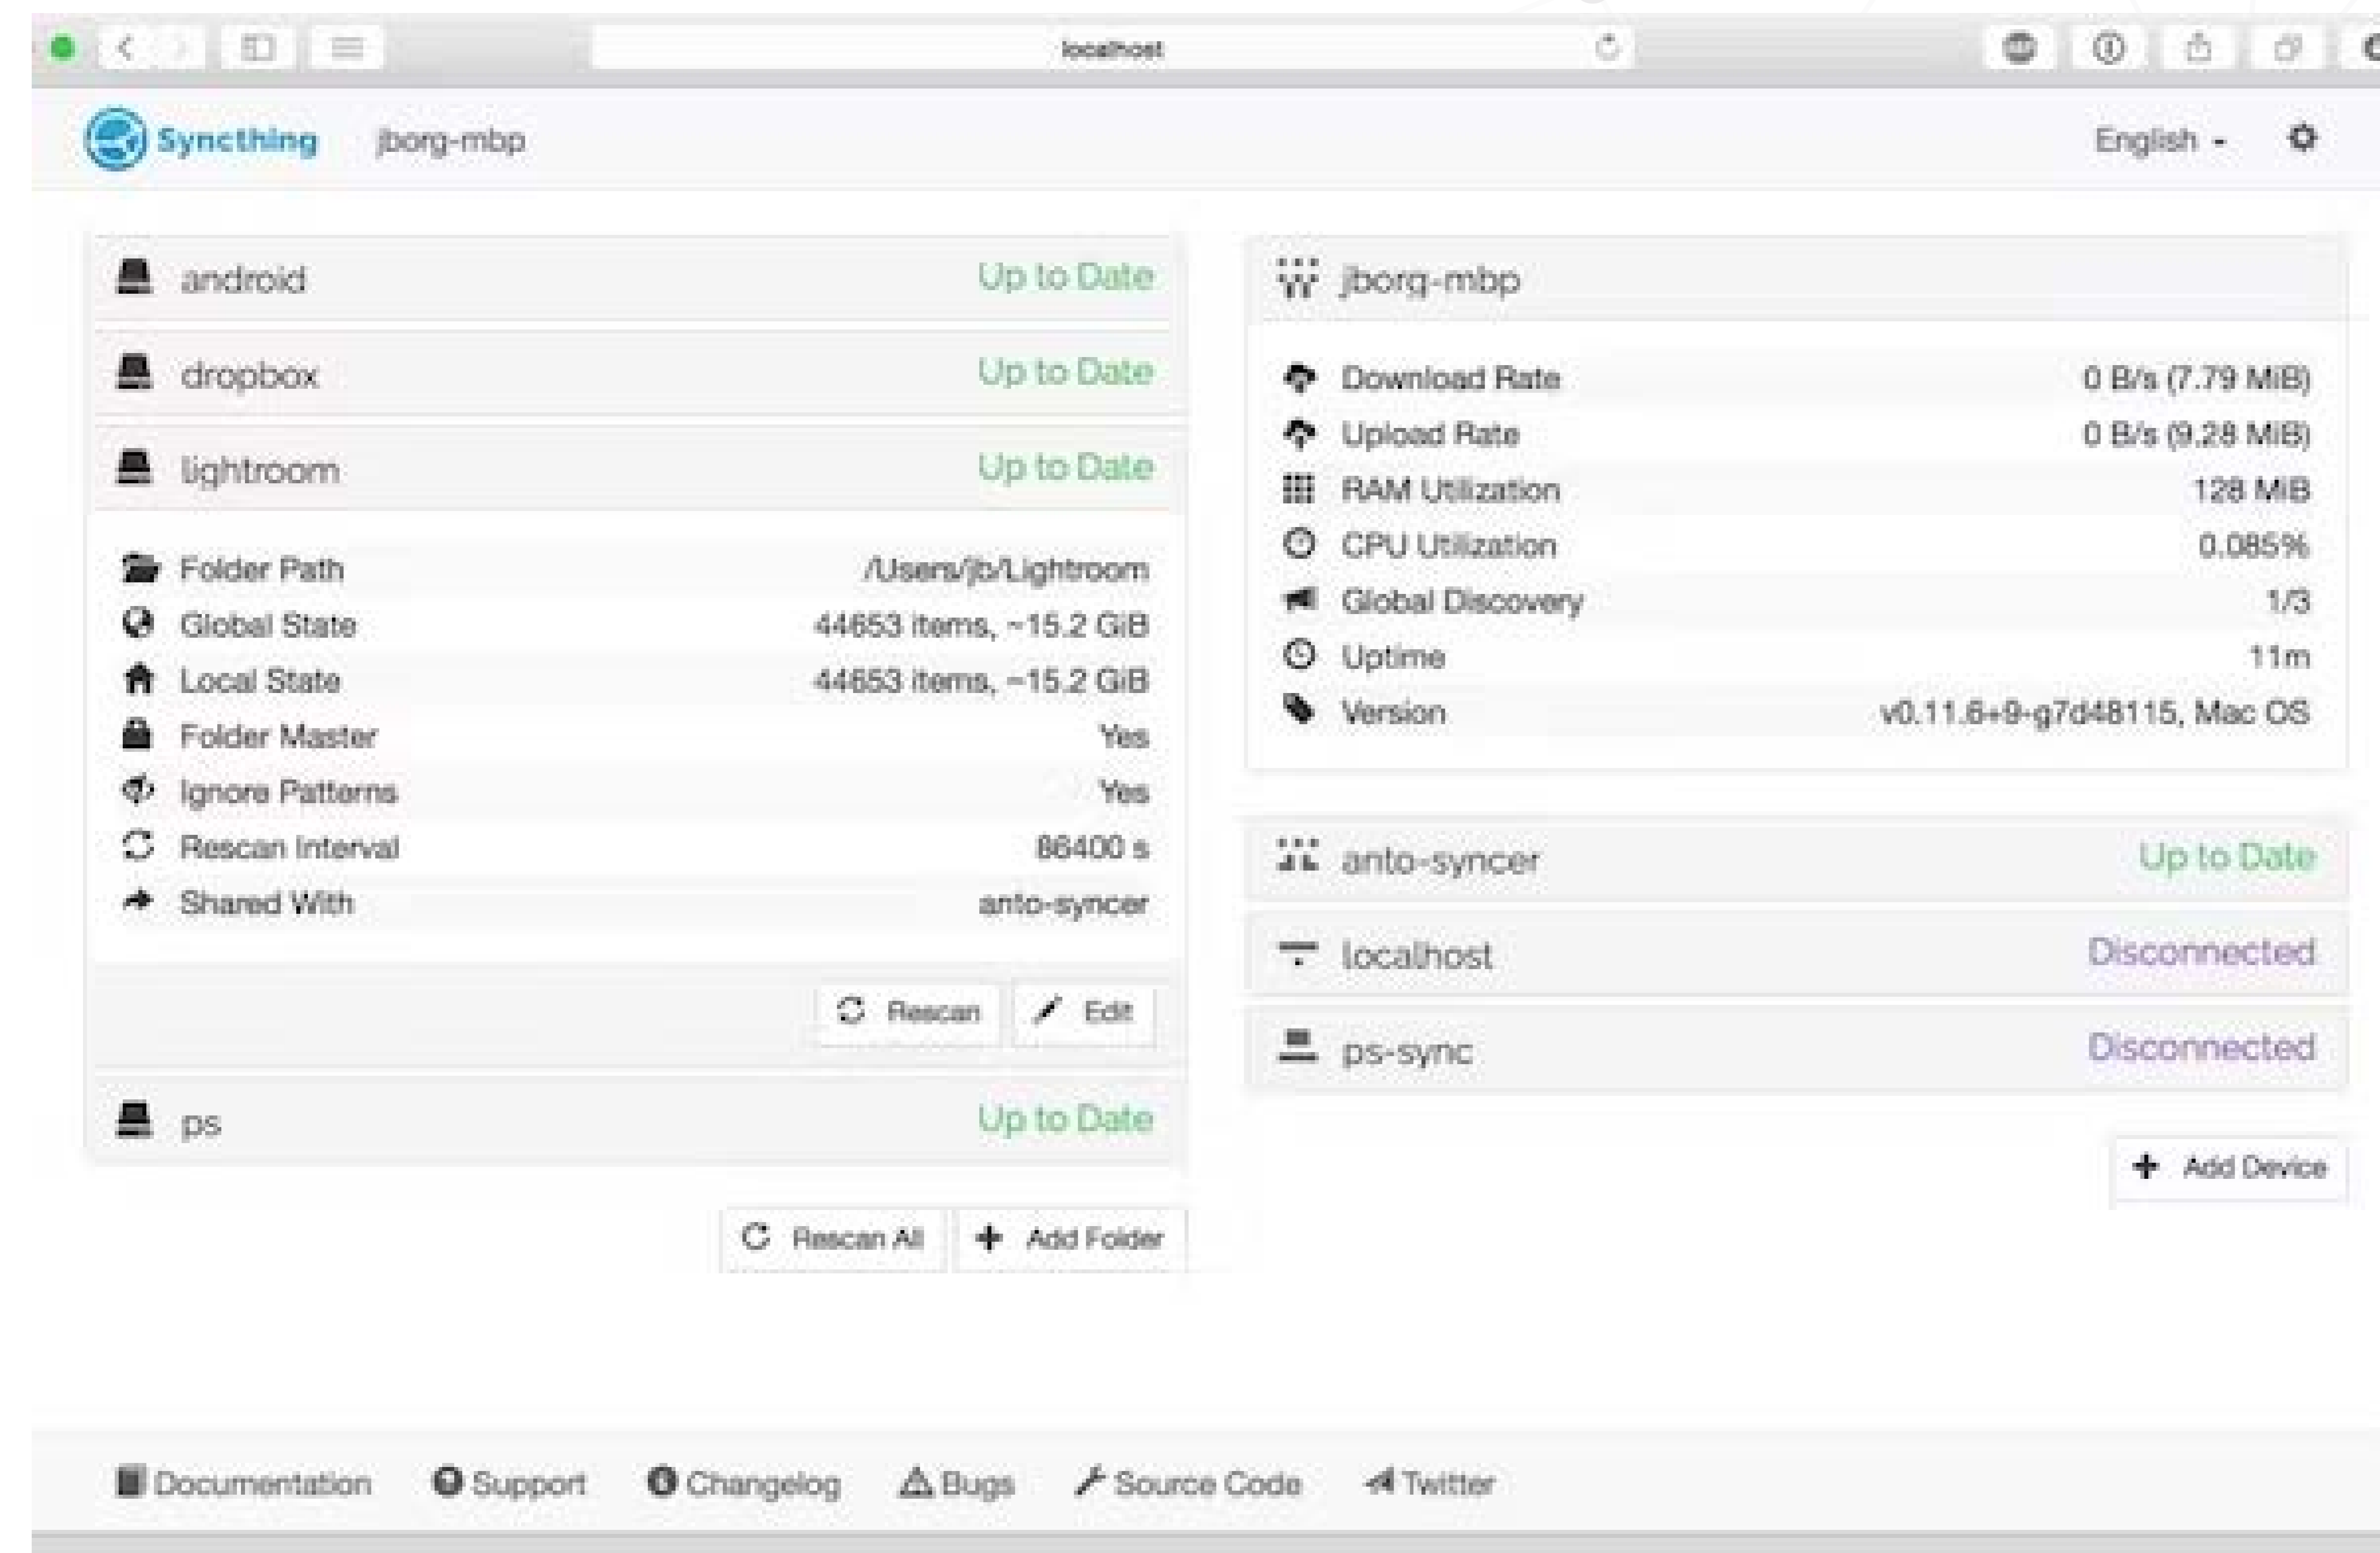 localhost
Syncthing jborg-mbp English
android Up to Date
dropbox Up to Date
lightroom Up to Date
Folder Path /Users/jb/Lightroom
Global State 44653 items, ~15.2 GiB
Local State 44653 items, ~15.2 GiB
Folder Master Yes
Ignore Patterns Yes
Rescan Interval 86400 s
Shared With anto-syncer
Rescan Edit
ps Up to Date
Rescan All Add Folder
jborg-mbp
Download Rate 0 B/s (7.79 MiB)
Upload Rate 0 B/s (9.28 MiB)
RAM Utilization 128 MiB
CPU Utilization 0.085%
Global Discovery 1/3
Uptime 11m
Version v0.11.6+9-g7d48115, Mac OS
anto-syncer Up to Date
localhost Disconnected
ps-sync Disconnected
Add Device
Documentation Support Changelog Bugs Source Code Twitter